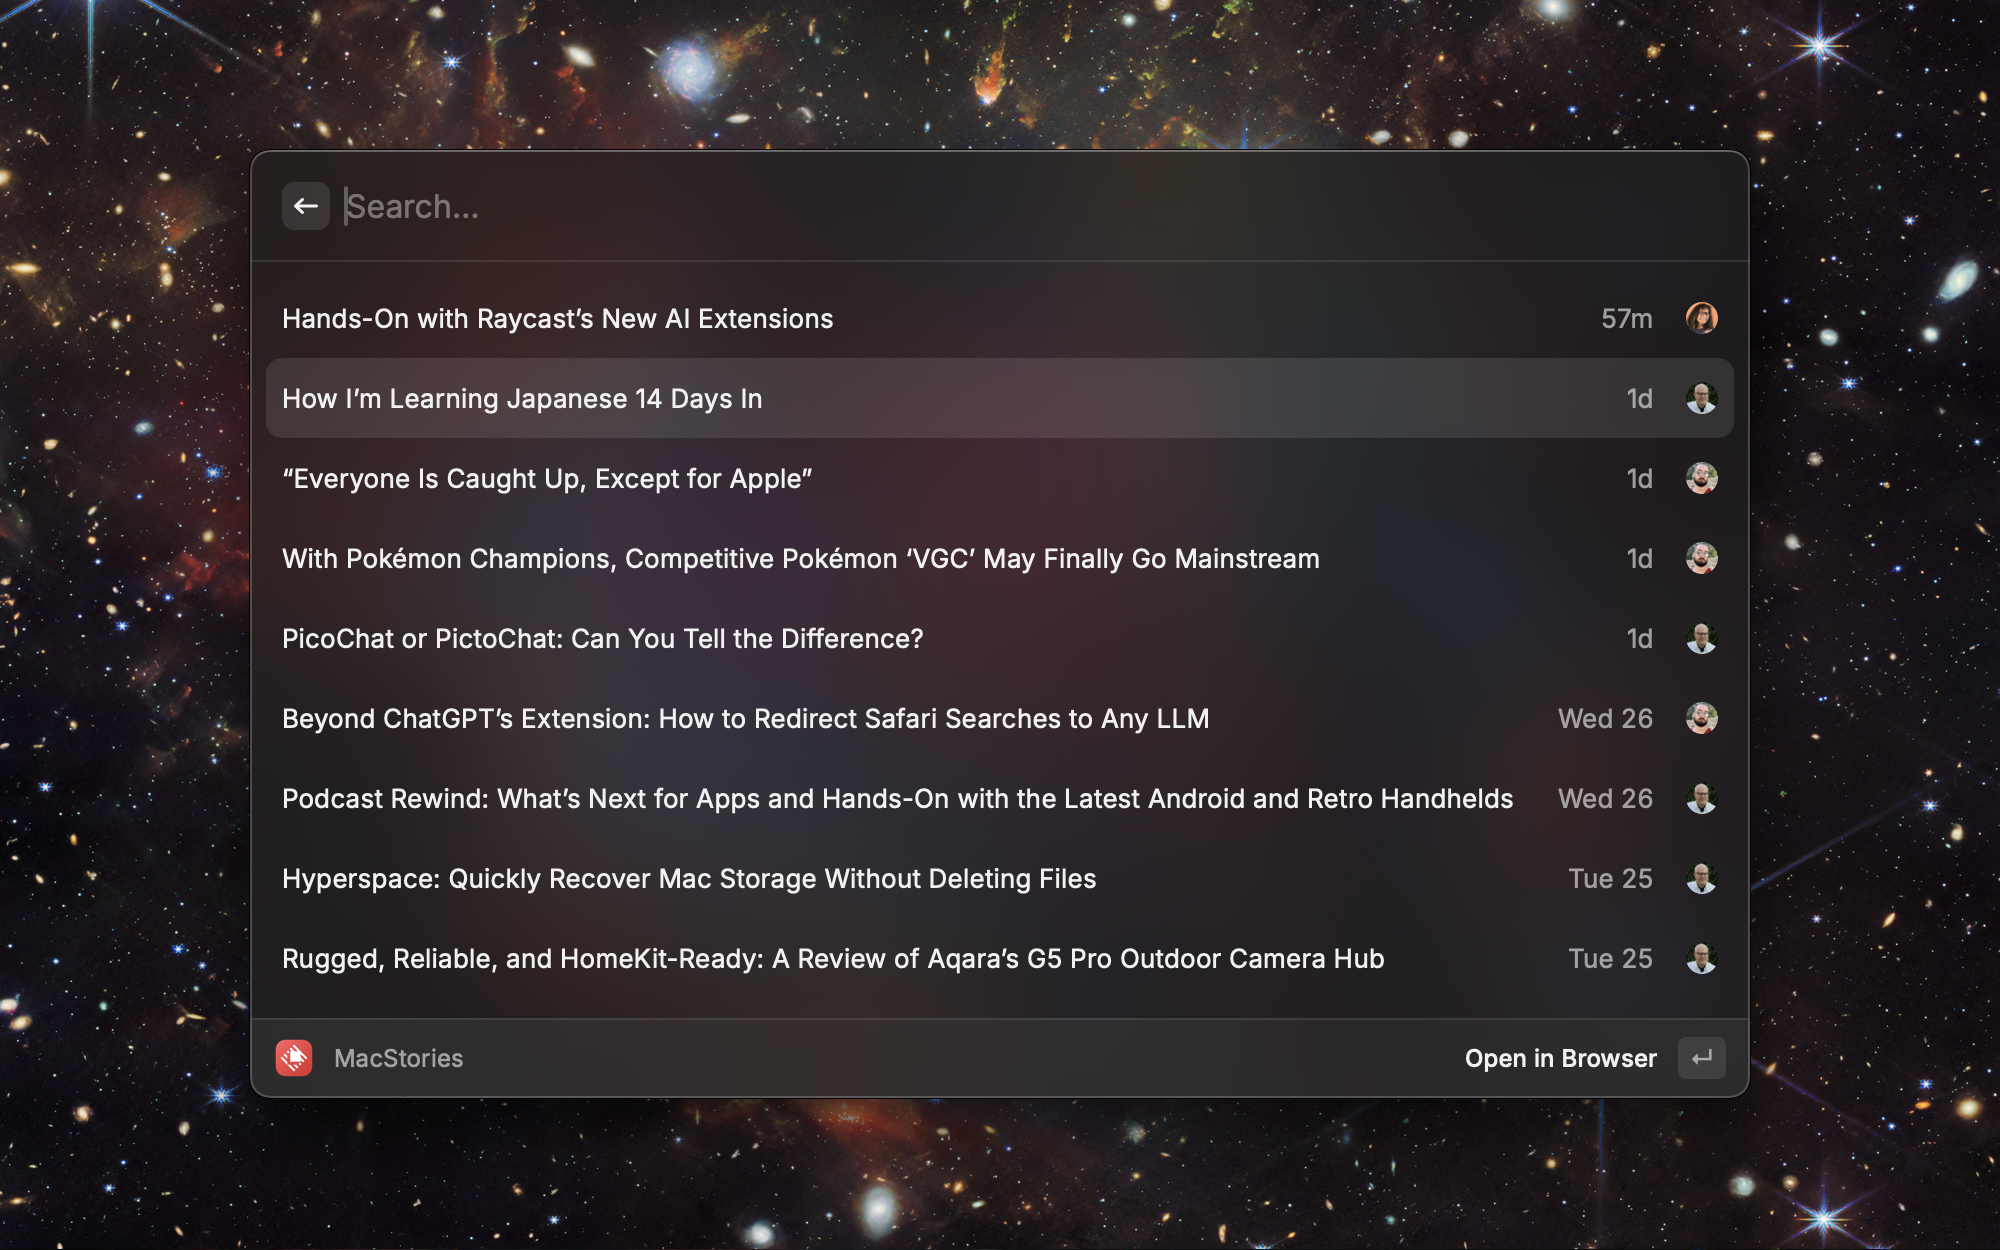 Search...
Hands-On with Raycast’s New AI Extensions 57m
How I’m Learning Japanese 14 Days In 1d
“Everyone Is Caught Up, Except for Apple” 1d
With Pokémon Champions, Competitive Pokémon ‘VGC’ May Finally Go Mainstream 1d
PicoChat or PictoChat: Can You Tell the Difference? 1d
Beyond ChatGPT’s Extension: How to Redirect Safari Searches to Any LLM Wed 26
Podcast Rewind: What’s Next for Apps and Hands-On with the Latest Android and Retro Handhelds Wed 26
Hyperspace: Quickly Recover Mac Storage Without Deleting Files Tue 25
Rugged, Reliable, and HomeKit-Ready: A Review of Aqara’s G5 Pro Outdoor Camera Hub Tue 25
MacStories Open in Browser